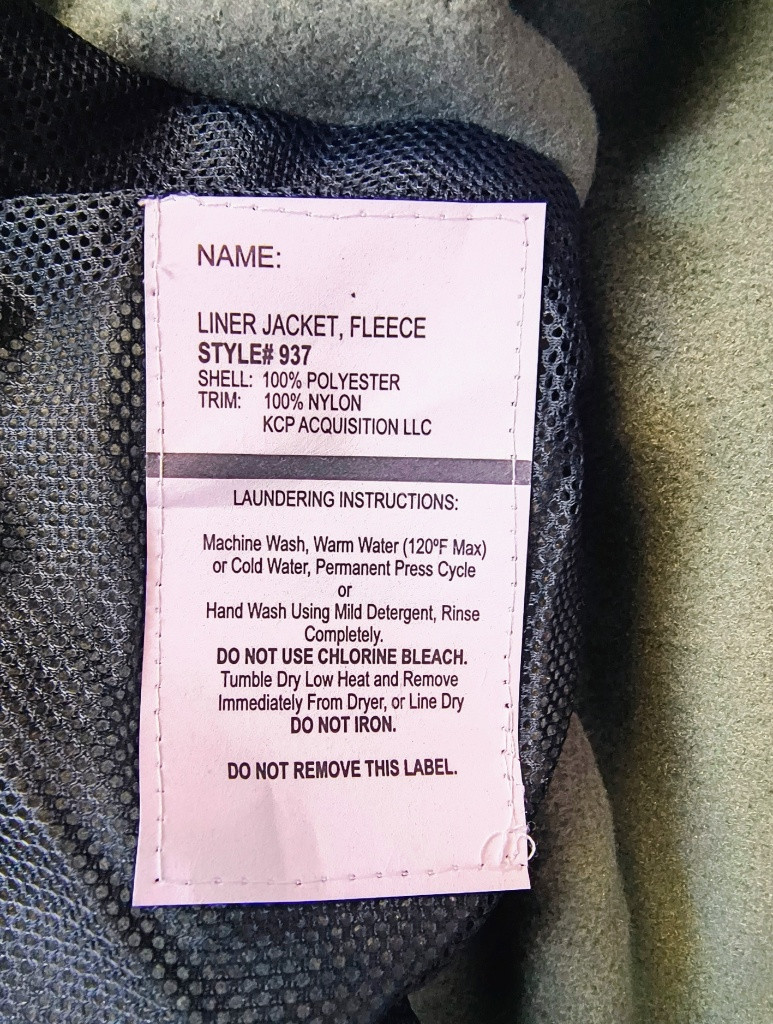 NAME:
LINER JACKET, FLEECE
STYLE# 937
SHELL: 100% POLYESTER
TRIM: 100% NYLON
KCP ACQUISITION LLC
LAUNDERING INSTRUCTIONS:
Machine Wash, Warm Water (120ºF Max)
or Cold Water, Permanent Press Cycle
or
Hand Wash Using Mild Detergent, Rinse
Completely.
DO NOT USE CHLORINE BLEACH.
Tumble Dry Low Heat and Remove
Immediately From Dryer, or Line Dry
DO NOT IRON.
DO NOT REMOVE THIS LABEL.